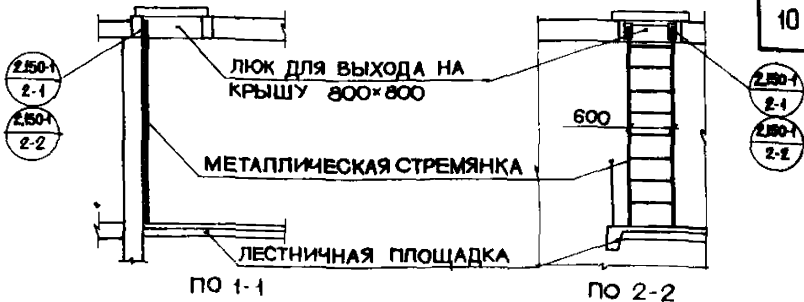 10
2.150-1
2-1
2.150-1
2-2
ЛЮК ДЛЯ ВЫХОДА НА
КРЫШУ 800×800
2.150-1
2-1
2.150-1
2-2
600
МЕТАЛЛИЧЕСКАЯ СТРЕМЯНКА
ЛЕСТНИЧНАЯ ПЛОЩАДКА
ПО 1-1
ПО 2-2